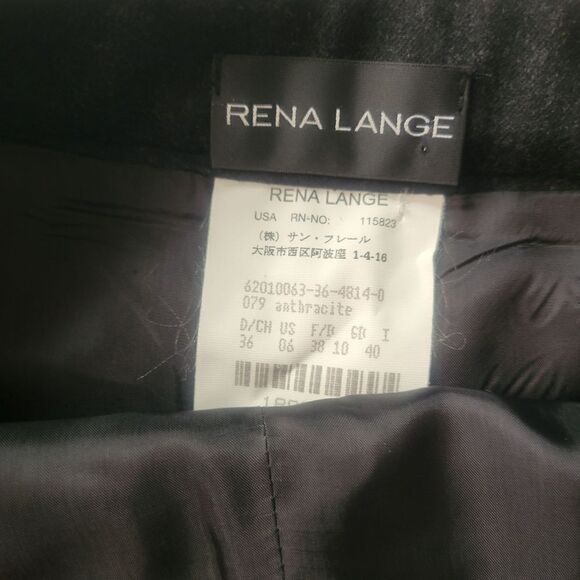 RENA LANGE
RENA LANGE
USA RN-NO: 115823
(株) サン・フレール
大阪市西区阿波座 1-4-16
62010063-36-4814-0
079 anthracite
D/CH US F/B GB I
36 06 38 10 40